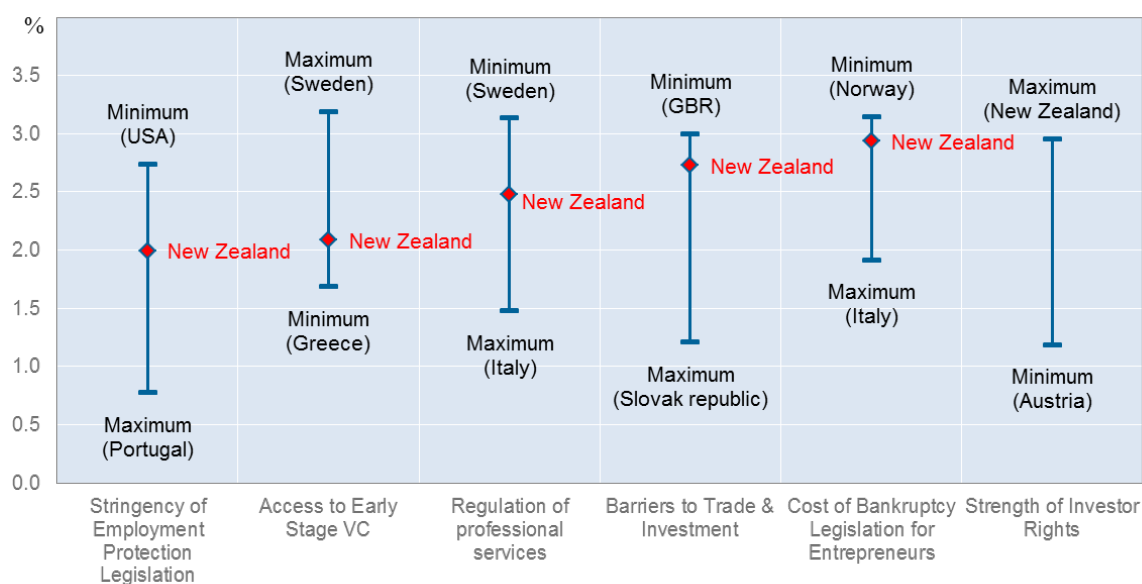 %
3.5
3.0
2.5
2.0
1.5
1.0
0.5
0.0
Minimum
(USA)
New Zealand
Maximum
(Portugal)
Maximum
(Sweden)
New Zealand
Minimum
(Greece)
Minimum
(Sweden)
New Zealand
Maximum
(Italy)
Minimum
(GBR)
New Zealand
Maximum
(Slovak republic)
Minimum
(Norway)
New Zealand
Maximum
(Italy)
Maximum
(New Zealand)
Minimum
(Austria)
Stringency of
Employment
Protection
Legislation
Access to Early
Stage VC
Regulation of
professional
services
Barriers to Trade &
Investment
Cost of Bankruptcy
Legislation for
Entrepreneurs
Strength of Investor
Rights